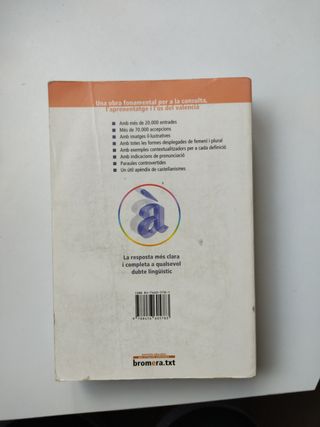 Una obra fonamental per a la consulta,
l'aprenentatge i l'ús del valencià
Amb més de 20.000 entrades
Més de 70.000 accepcions
Amb imatges il·lustratives
Amb totes les formes desplegades de femení i plural
Amb exemples contextualitzadors per a cada definició
Amb indicacions de pronunciació
Paraules controvertides
Un útil apèndix de castellanismes
à
La resposta més clara
i completa a qualsevol
dubte lingüístic
bromera.txt